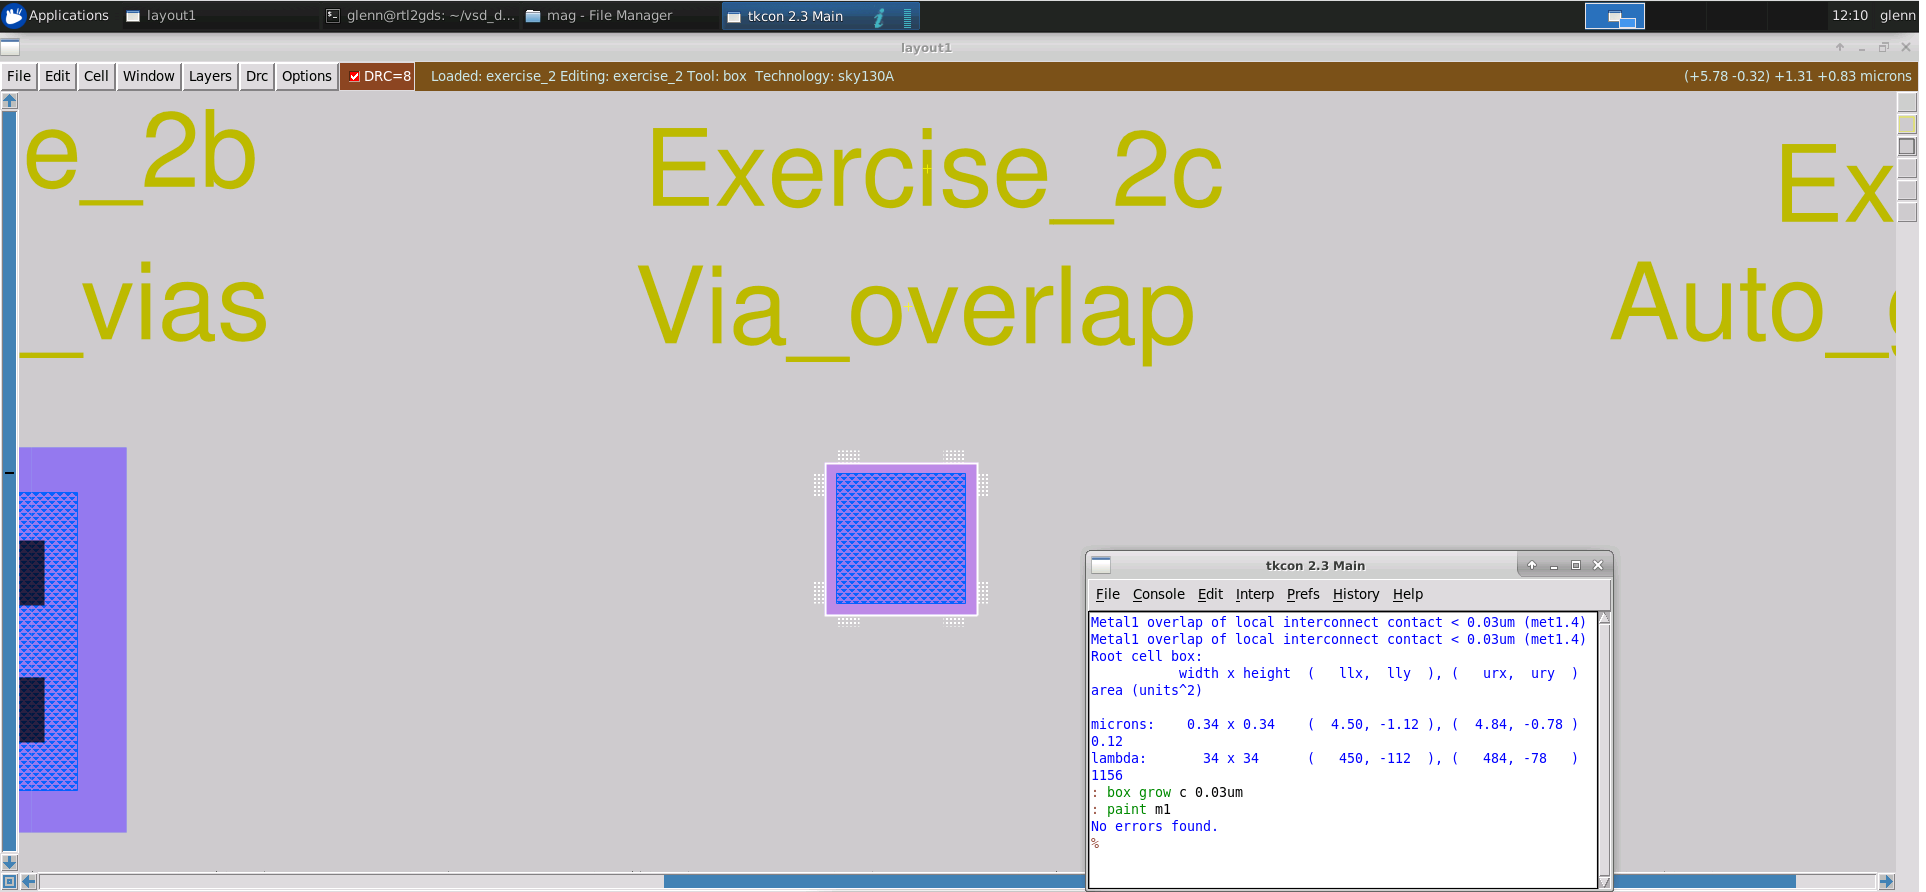 Applications
layout1
glenn@rtl2gds: ~/vsd_d...
mag - File Manager
tkcon 2.3 Main
12:10 glenn
layout1
File Edit Cell Window Layers Drc Options DRC=8 Loaded: exercise_2 Editing: exercise_2 Tool: box Technology: sky130A (+5.78 -0.32) +1.31 +0.83 microns
e_2b
Exercise_2c
Ex
_vias
Via_overlap
Auto_
tkcon 2.3 Main
File Console Edit Interp Prefs History Help
Metal1 overlap of local interconnect contact < 0.03um (met1.4)
Metal1 overlap of local interconnect contact < 0.03um (met1.4)
Root cell box:
width x height ( llx, lly ), ( urx, ury )
area (units^2)
microns: 0.34 x 0.34 ( 4.50, -1.12 ), ( 4.84, -0.78 )
0.12
lambda: 34 x 34 ( 450, -112 ), ( 484, -78 )
1156
: box grow c 0.03um
: paint m1
No errors found.
%